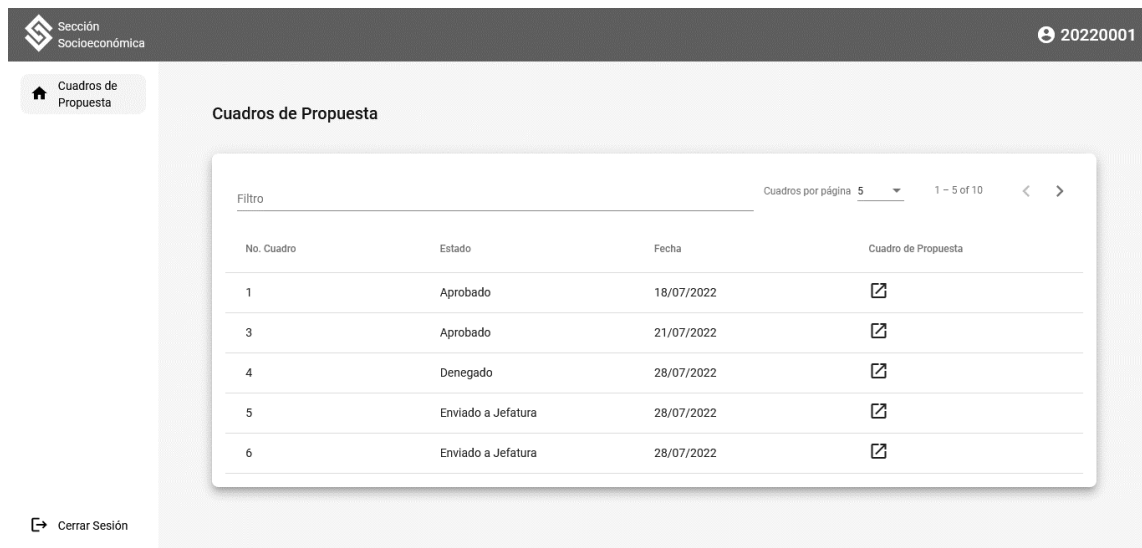 Sección
Socioeconómica
20220001
Cuadros de
Propuesta
Cuadros de Propuesta
Filtro
Cuadros por página 5 1 – 5 of 10
No. Cuadro Estado Fecha Cuadro de Propuesta
1 Aprobado 18/07/2022
3 Aprobado 21/07/2022
4 Denegado 28/07/2022
5 Enviado a Jefatura 28/07/2022
6 Enviado a Jefatura 28/07/2022
Cerrar Sesión